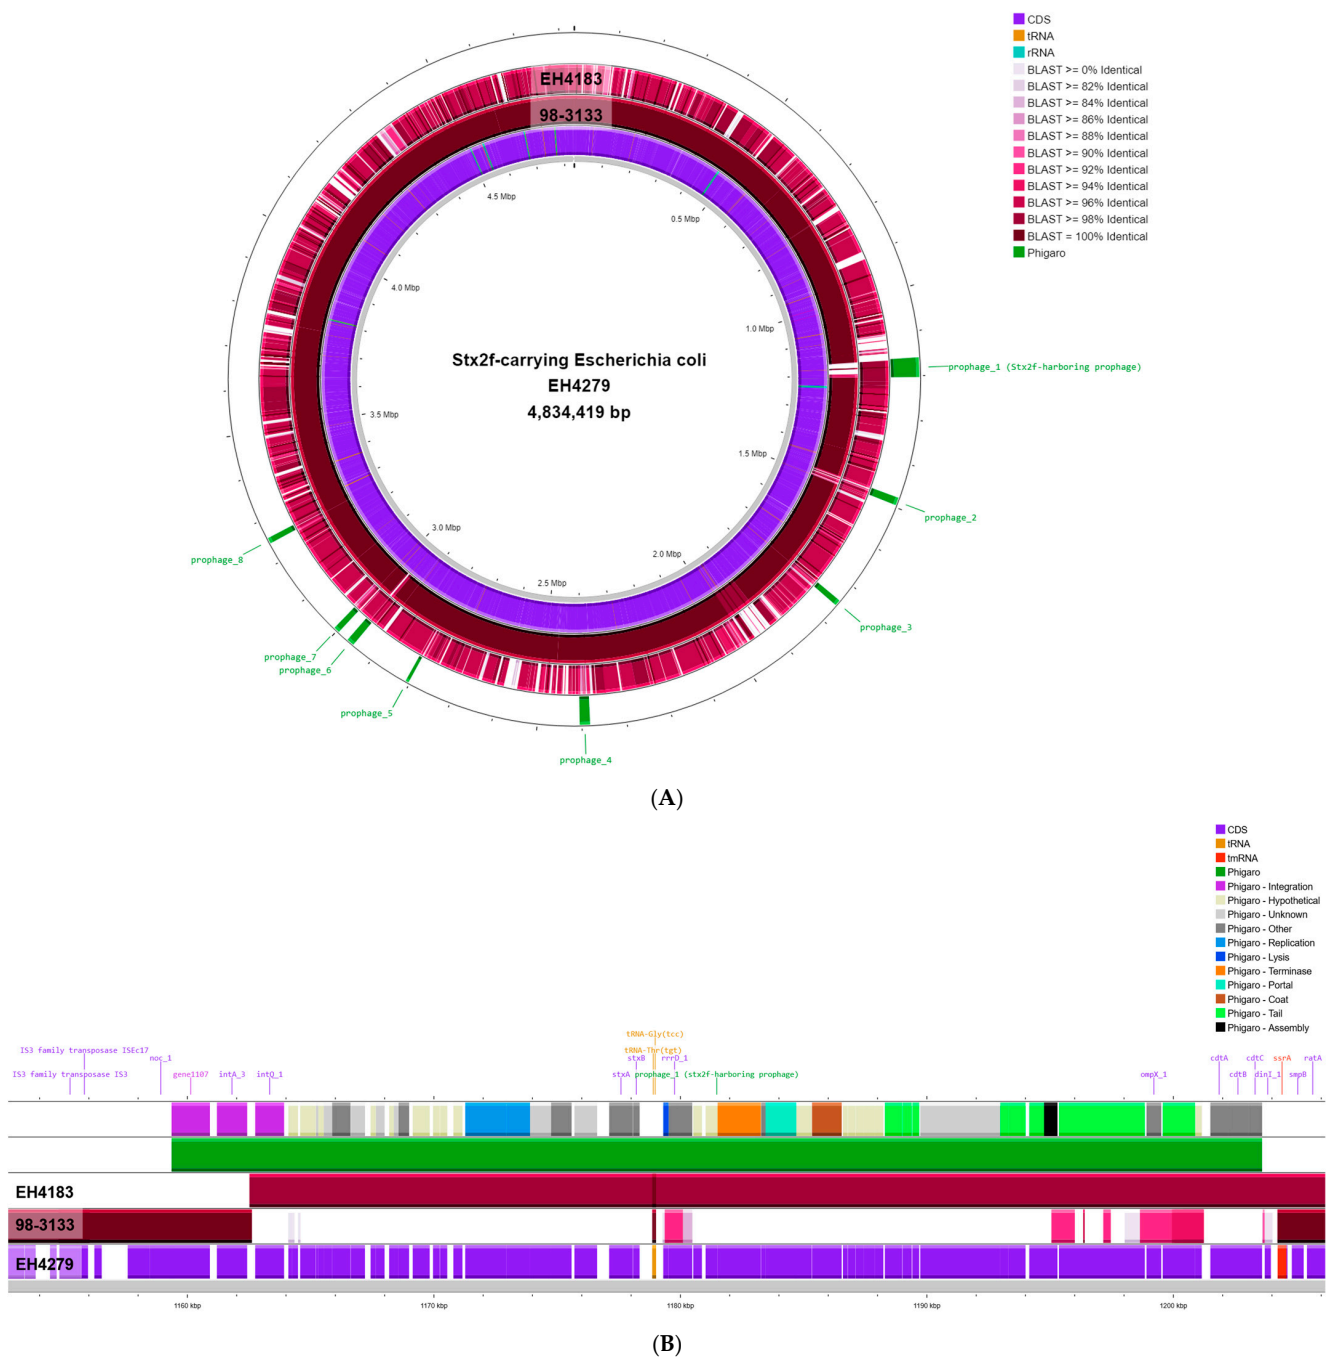 EH4183
98-3133
4.5 Mbp
0.5 Mbp
4.0 Mbp
1.0 Mbp
Stx2f-carrying Escherichia coli
EH4279
4,834,419 bp
3.5 Mbp
1.5 Mbp
3.0 Mbp
2.0 Mbp
2.5 Mbp
prophage_1 (Stx2f-harboring prophage)
prophage_2
prophage_3
prophage_4
prophage_5
prophage_6
prophage_7
prophage_8
CDS
tRNA
rRNA
BLAST >= 0% Identical
BLAST >= 82% Identical
BLAST >= 84% Identical
BLAST >= 86% Identical
BLAST >= 88% Identical
BLAST >= 90% Identical
BLAST >= 92% Identical
BLAST >= 94% Identical
BLAST >= 96% Identical
BLAST >= 98% Identical
BLAST = 100% Identical
Phigaro
(A)
CDS
tRNA
tmRNA
Phigaro
Phigaro - Integration
Phigaro - Hypothetical
Phigaro - Unknown
Phigaro - Other
Phigaro - Replication
Phigaro - Lysis
Phigaro - Terminase
Phigaro - Portal
Phigaro - Coat
Phigaro - Tail
Phigaro - Assembly
tRNA-Gly(tcc)
IS3 family transposase ISEc17
tRNA-Thr(tgt)
noc_1 stxB rrrD_1 cdtA cdtC ssrA ratA
IS3 family transposase IS3 gene1107 intA_3 intQ_1 stxA prophage_1 (stx2f-harboring prophage) ompX_1 cdtB dinI_1 smpB
EH4183
98-3133
EH4279
1160 kbp 1170 kbp 1180 kbp 1190 kbp 1200 kbp
(B)